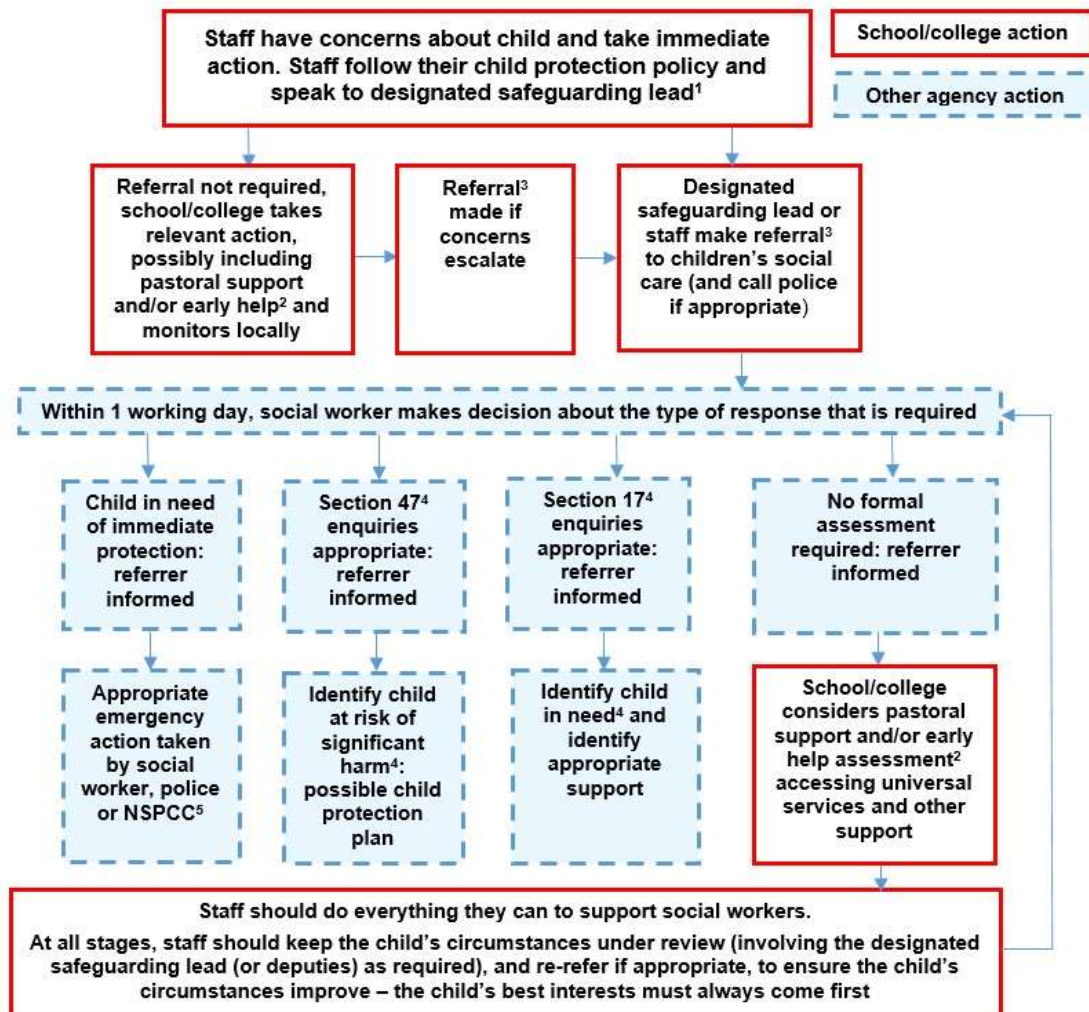 Staff have concerns about child and take immediate
action. Staff follow their child protection policy and
speak to designated safeguarding lead¹
School/college action
Other agency action
Referral not required,
school/college takes
relevant action,
possibly including
pastoral support
and/or early help² and
monitors locally
Referral³
made if
concerns
escalate
Designated
safeguarding lead or
staff make referral³
to children’s social
care (and call police
if appropriate)
Within 1 working day, social worker makes decision about the type of response that is required
Child in need
of immediate
protection:
referrer
informed
Section 47⁴
enquiries
appropriate:
referrer
informed
Section 17⁴
enquiries
appropriate:
referrer
informed
No formal
assessment
required: referrer
informed
Appropriate
emergency
action taken
by social
worker, police
or NSPCC⁵
Identify child
at risk of
significant
harm⁴:
possible child
protection
plan
Identify child
in need⁴ and
identify
appropriate
support
School/college
considers pastoral
support and/or early
help assessment²
accessing universal
services and other
support
Staff should do everything they can to support social workers.
At all stages, staff should keep the child’s circumstances under review (involving the designated
safeguarding lead (or deputies) as required), and re-refer if appropriate, to ensure the child’s
circumstances improve – the child’s best interests must always come first